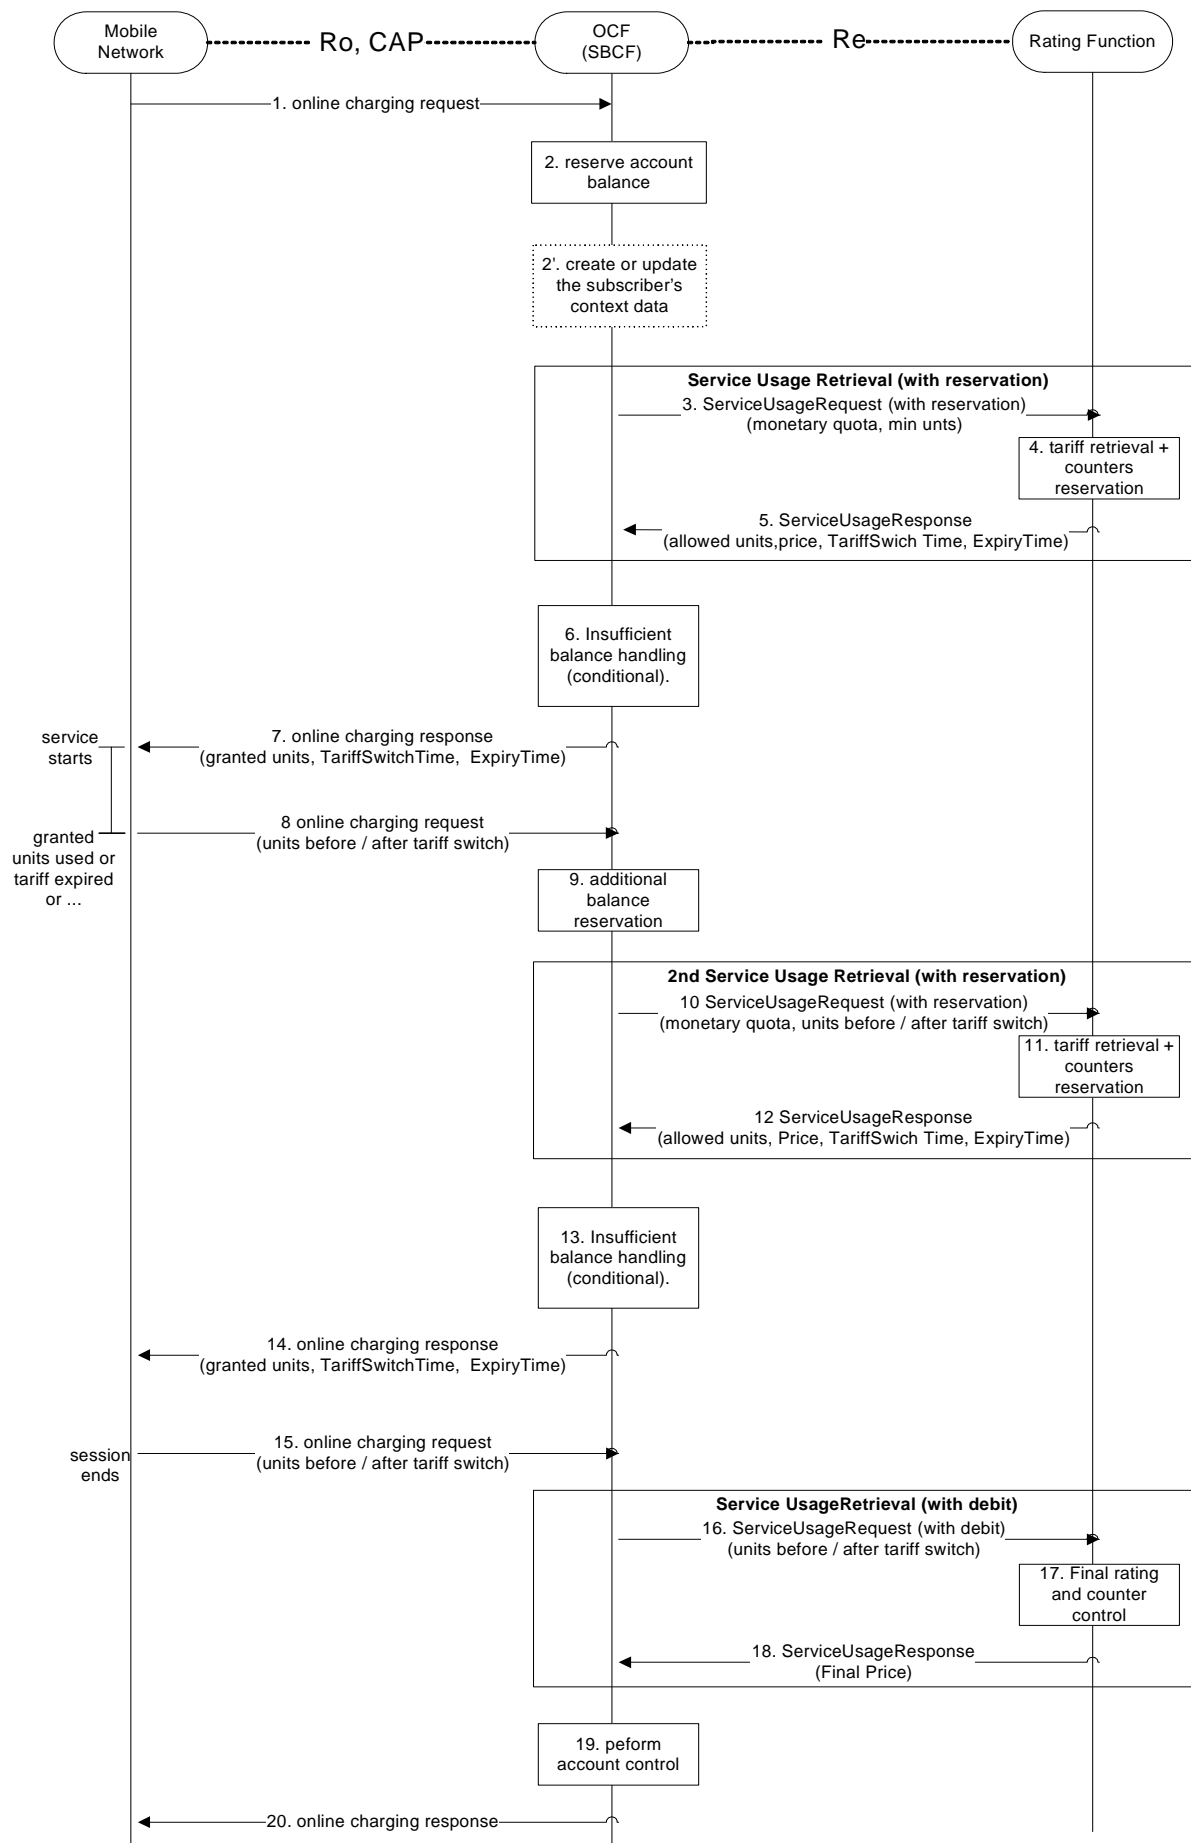 Mobile
Network
Ro, CAP
OCF
(SBCF)
Re
Rating Function
1. online charging request
2. reserve account
balance
2'. create or update
the subscriber's
context data
Service Usage Retrieval (with reservation)
3. ServiceUsageRequest (with reservation)
(monetary quota, min unts)
4. tariff retrieval +
counters
reservation
5. ServiceUsageResponse
(allowed units,price, TariffSwich Time, ExpiryTime)
6. Insufficient
balance handling
(conditional).
service
starts
7. online charging response
(granted units, TariffSwitchTime, ExpiryTime)
8 online charging request
(units before / after tariff switch)
granted
units used or
tariff expired
or ...
9. additional
balance
reservation
2nd Service Usage Retrieval (with reservation)
10 ServiceUsageRequest (with reservation)
(monetary quota, units before / after tariff switch)
11. tariff retrieval +
counters
reservation
12 ServiceUsageResponse
(allowed units, Price, TariffSwich Time, ExpiryTime)
13. Insufficient
balance handling
(conditional).
14. online charging response
(granted units, TariffSwitchTime, ExpiryTime)
session
ends
15. online charging request
(units before / after tariff switch)
Service UsageRetrieval (with debit)
16. ServiceUsageRequest (with debit)
(units before / after tariff switch)
17. Final rating
and counter
control
18. ServiceUsageResponse
(Final Price)
19. peform
account control
20. online charging response